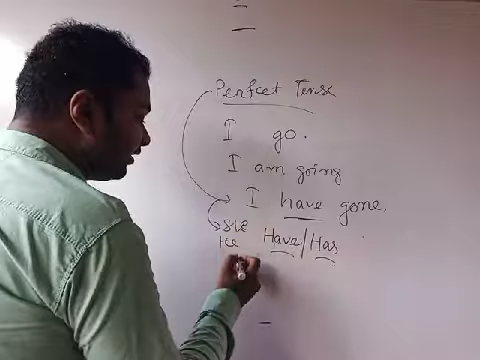 Perfect Tense
I go.
I am going
I have gone.
She
He Have/Has